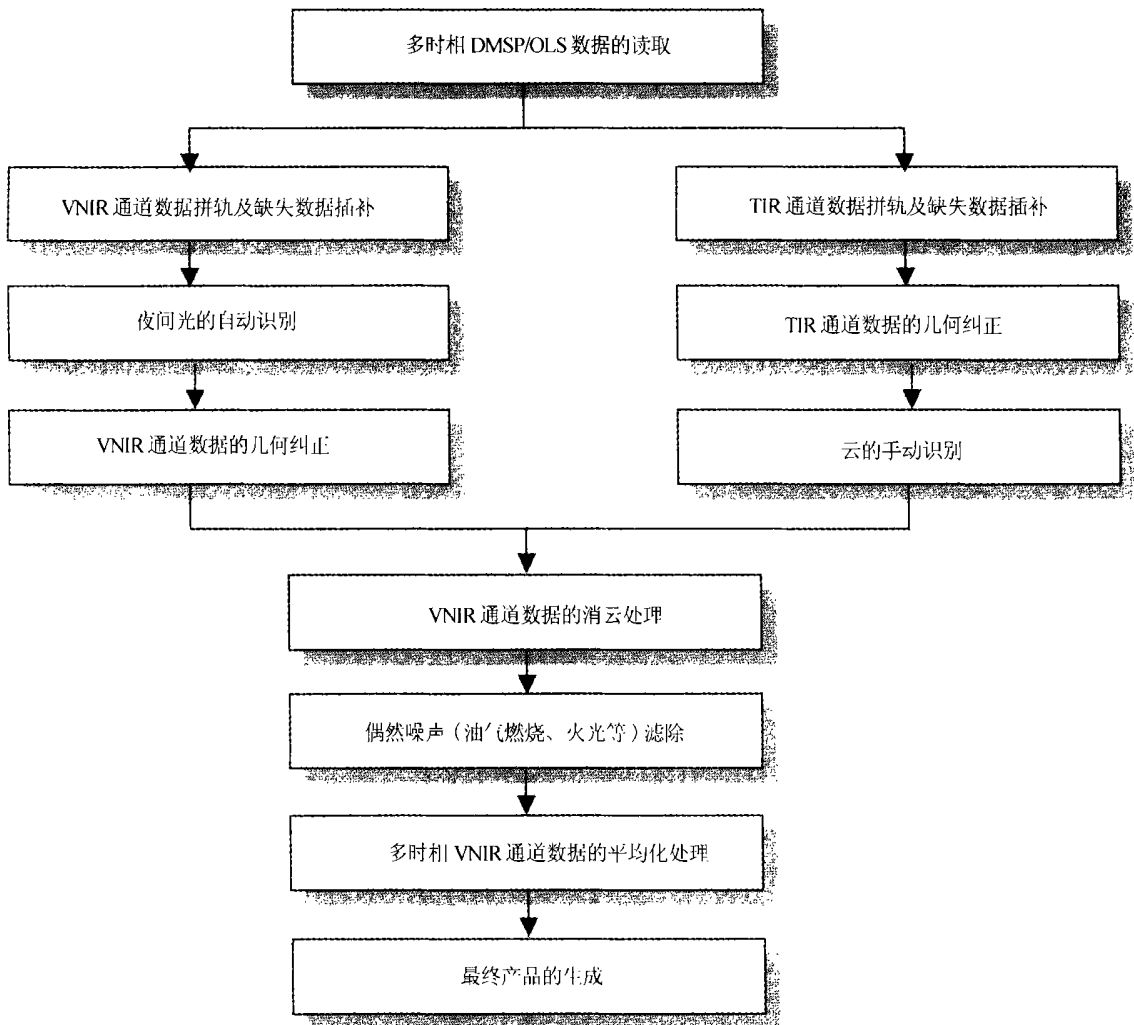 多时相 DMSP/OLS 数据的读取
VNIR 通道数据拼轨及缺失数据插补
TIR 通道数据拼轨及缺失数据插补
夜间光的自动识别
TIR 通道数据的几何纠正
VNIR 通道数据的几何纠正
云的手动识别
VNIR 通道数据的消云处理
偶然噪声（油气燃烧、火光等）滤除
多时相 VNIR 通道数据的平均化处理
最终产品的生成